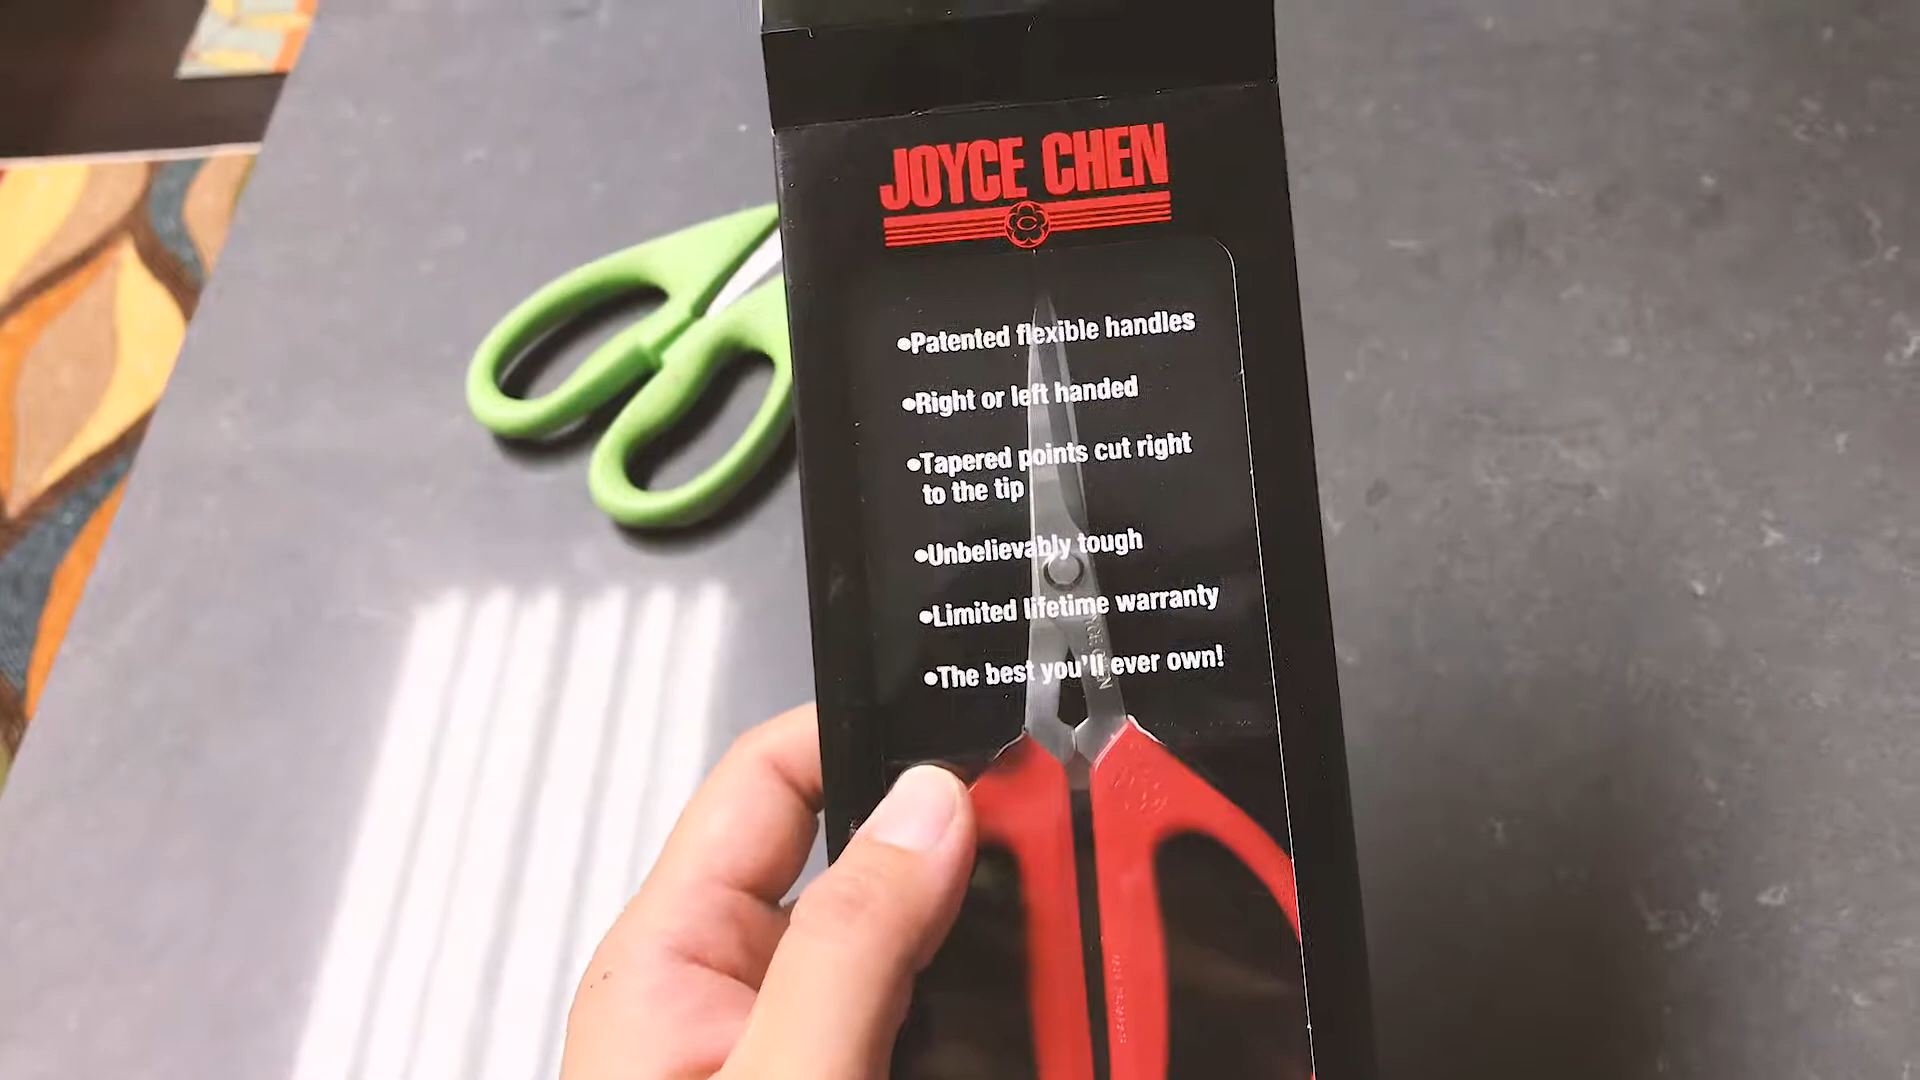 JOYCE CHEN
•Patented flexible handles
•Right or left handed
•Tapered points cut right
to the tip
•Unbelievably tough
•Limited lifetime warranty
•The best you'll ever own!